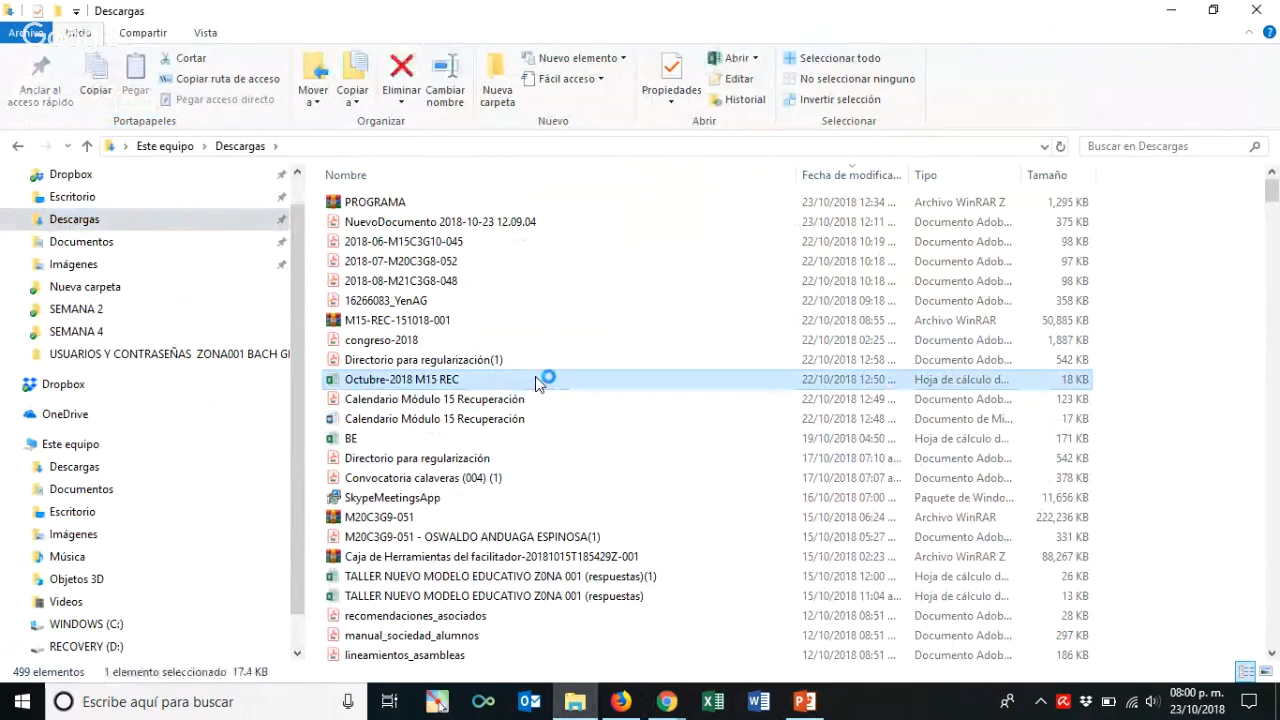 Descargas
Archivo Inicio Compartir Vista
Anclar al acceso rápido
Copiar
Pegar
Cortar
Copiar ruta de acceso
Pegar acceso directo
Portapapeles
Mover a
Copiar a
Eliminar
Cambiar nombre
Organizar
Nueva carpeta
Nuevo elemento
Fácil acceso
Nuevo
Propiedades
Abrir
Editar
Historial
Abrir
Seleccionar todo
No seleccionar ninguno
Invertir selección
Seleccionar
Este equipo > Descargas >
Buscar en Descargas
Dropbox
Escritorio
Descargas
Documentos
Imágenes
Nueva carpeta
SEMANA 2
SEMANA 4
USUARIOS Y CONTRASEÑAS ZONA001 BACH GI
Dropbox
OneDrive
Este equipo
Descargas
Documentos
Escritorio
Imágenes
Música
Objetos 3D
Videos
WINDOWS (C:)
RECOVERY (D:)
Nombre Fecha de modifica... Tipo Tamaño
PROGRAMA 23/10/2018 12:34 ... Archivo WinRAR Z 1,295 KB
NuevoDocumento 2018-10-23 12.09.04 23/10/2018 12:11 ... Documento Adob... 375 KB
2018-06-M15C3G10-045 22/10/2018 10:19 ... Documento Adob... 98 KB
2018-07-M20C3G8-052 22/10/2018 10:18 ... Documento Adob... 97 KB
2018-08-M21C3G8-048 22/10/2018 10:18 ... Documento Adob... 98 KB
16266083_YenAG 22/10/2018 09:18 ... Documento Adob... 358 KB
M15-REC-151018-001 22/10/2018 08:55 ... Archivo WinRAR 50,885 KB
congreso-2018 22/10/2018 02:25 ... Documento Adob... 1,887 KB
Directorio para regularización(1) 22/10/2018 12:58 ... Documento Adob... 542 KB
Octubre-2018 M15 REC 22/10/2018 12:50 ... Hoja de cálculo d... 18 KB
Calendario Módulo 15 Recuperación 22/10/2018 12:49 ... Documento Adob... 123 KB
Calendario Módulo 15 Recuperación 22/10/2018 12:48 ... Documento de Mi... 17 KB
BE 19/10/2018 04:50 ... Hoja de cálculo d... 171 KB
Directorio para regularización 17/10/2018 07:10 a... Documento Adob... 542 KB
Convocatoria calaveras (004) (1) 17/10/2018 07:07 a... Documento Adob... 378 KB
SkypeMeetingsApp 16/10/2018 07:00 ... Paquete de Windo... 11,656 KB
M20C3G9-051 15/10/2018 06:24 ... Archivo WinRAR 222,236 KB
M20C3G9-051 - OSWALDO ANDUAGA ESPINOSA(1) 15/10/2018 05:27 ... Documento Adob... 331 KB
Caja de Herramientas del facilitador-20181015T185429Z-001 15/10/2018 02:23 ... Archivo WinRAR Z 88,267 KB
TALLER NUEVO MODELO EDUCATIVO Z0NA 001 (respuestas)(1) 15/10/2018 12:00 ... Hoja de cálculo d... 26 KB
TALLER NUEVO MODELO EDUCATIVO Z0NA 001 (respuestas) 15/10/2018 11:04 a... Hoja de cálculo d... 13 KB
recomendaciones_asociados 12/10/2018 08:51 ... Documento Adob... 28 KB
manual_sociedad_alumnos 12/10/2018 08:51 ... Documento Adob... 297 KB
lineamientos_asambleas 12/10/2018 08:51 ... Documento Adob... 186 KB
499 elementos 1 elemento seleccionado 17.4 KB
Escribe aquí para buscar
08:00 p. m.
23/10/2018